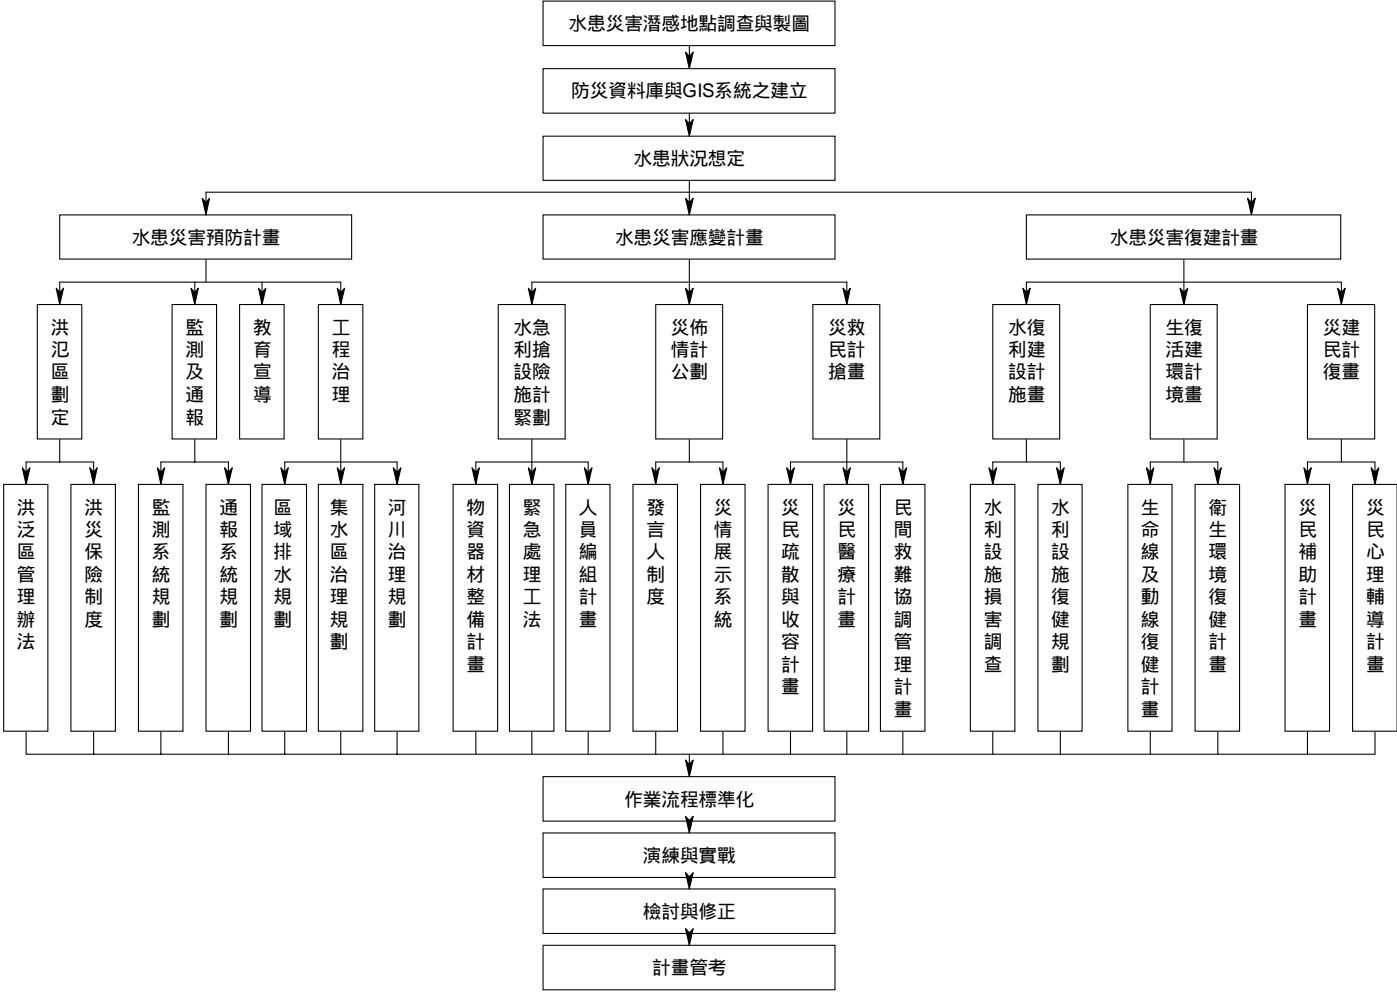 水患災害潛感地點調查與製圖
防災資料庫與GIS系統之建立
水患狀況想定
水患災害預防計畫
水患災害應變計畫
水患災害復建計畫
洪氾區劃定
監測及通報
教育宣導
工程治理
水利設施緊
急搶險計劃
災情公
佈計劃
災民搶
救計畫
水利設施
復建計畫
生活環境
復建計畫
災民復
建計畫
洪泛區管理辦法
洪災保險制度
監測系統規劃
通報系統規劃
區域排水規劃
集水區治理規劃
河川治理規劃
物資器材整備計畫
緊急處理工法
人員編組計畫
發言人制度
災情展示系統
災民疏散與收容計畫
災民醫療計畫
民間救難協調管理計畫
水利設施損害調查
水利設施復健規劃
生命線及動線復健計畫
衛生環境復健計畫
災民補助計畫
災民心理輔導計畫
作業流程標準化
演練與實戰
檢討與修正
計畫管考